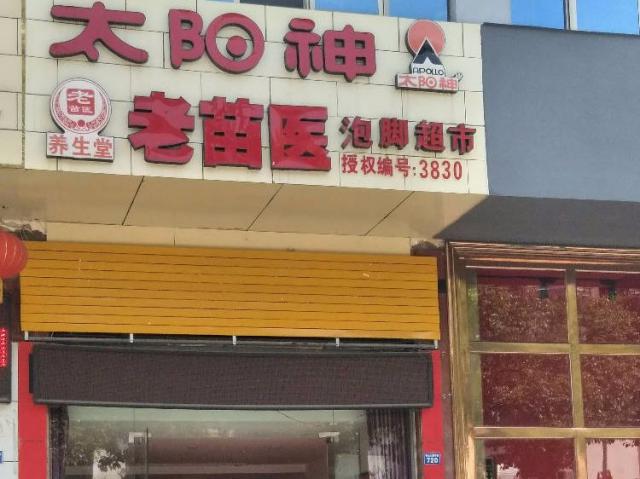 太阳神
APOLLO
太阳神
老苗医
养生堂
老苗医
泡脚超市
授权编号:3830
720